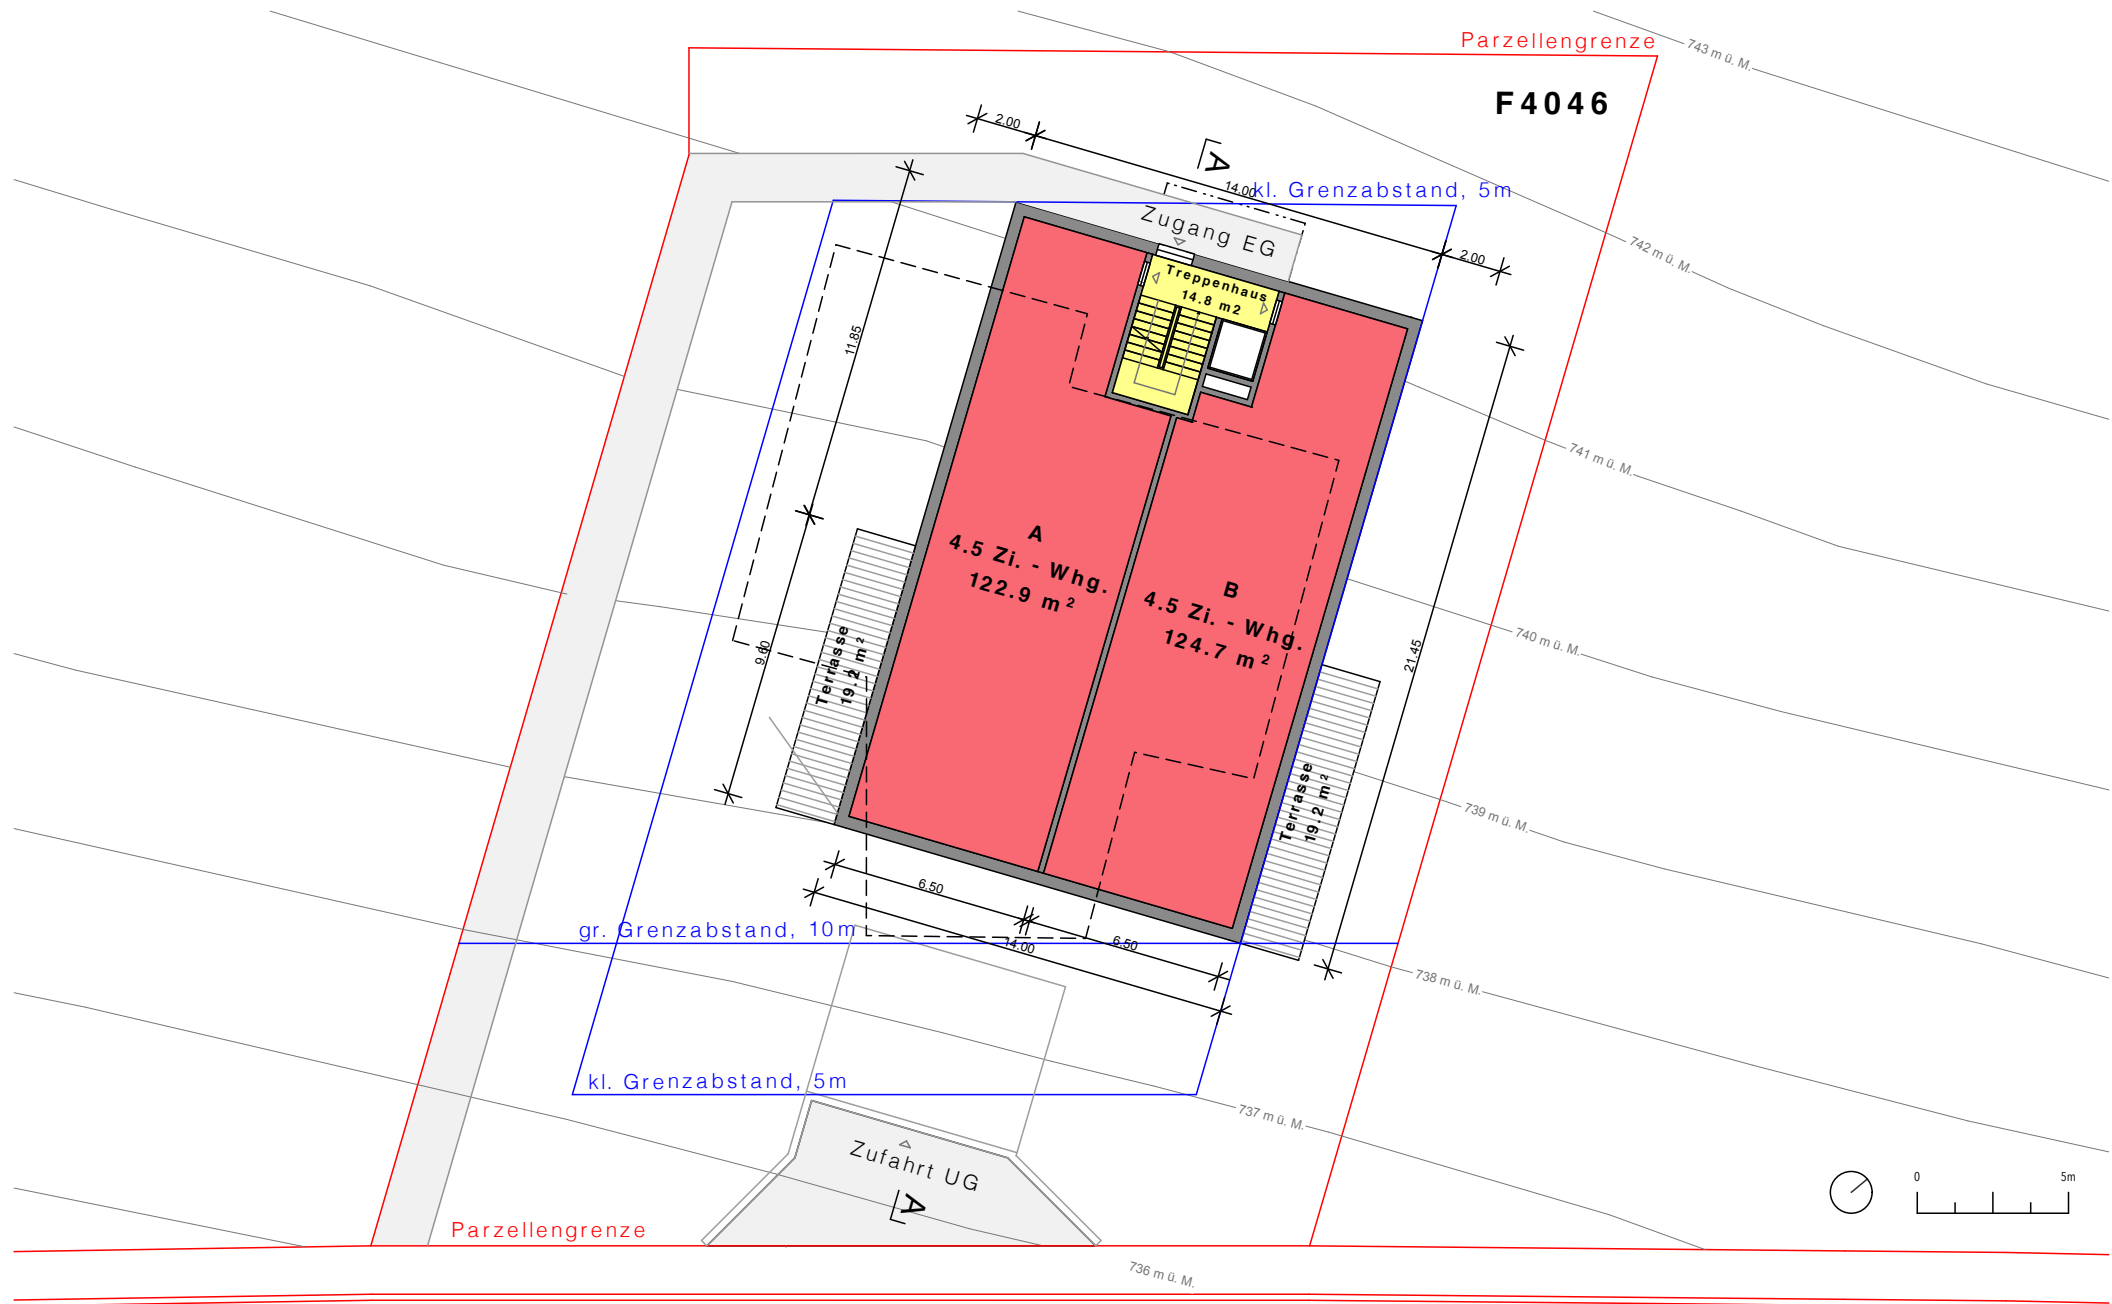 Parzellengrenze
743 m ü. M.
F4046
2.00
A
14.00
kl. Grenzabstand, 5m
Zugang EG
742 m ü. M.
2.00
Treppenhaus
14.8 m2
11.85
741 m ü. M.
A
4.5 Zi. - Whg.
122.9 m²
B
4.5 Zi. - Whg.
124.7 m²
740 m ü. M.
21.45
9.60
Terrasse
19.2 m²
Terrasse
19.2 m²
739 m ü. M.
6.50
gr. Grenzabstand, 10m
14.00
6.50
738 m ü. M.
kl. Grenzabstand, 5m
737 m ü. M.
Zufahrt UG
A
0
5m
Parzellengrenze
736 m ü. M.